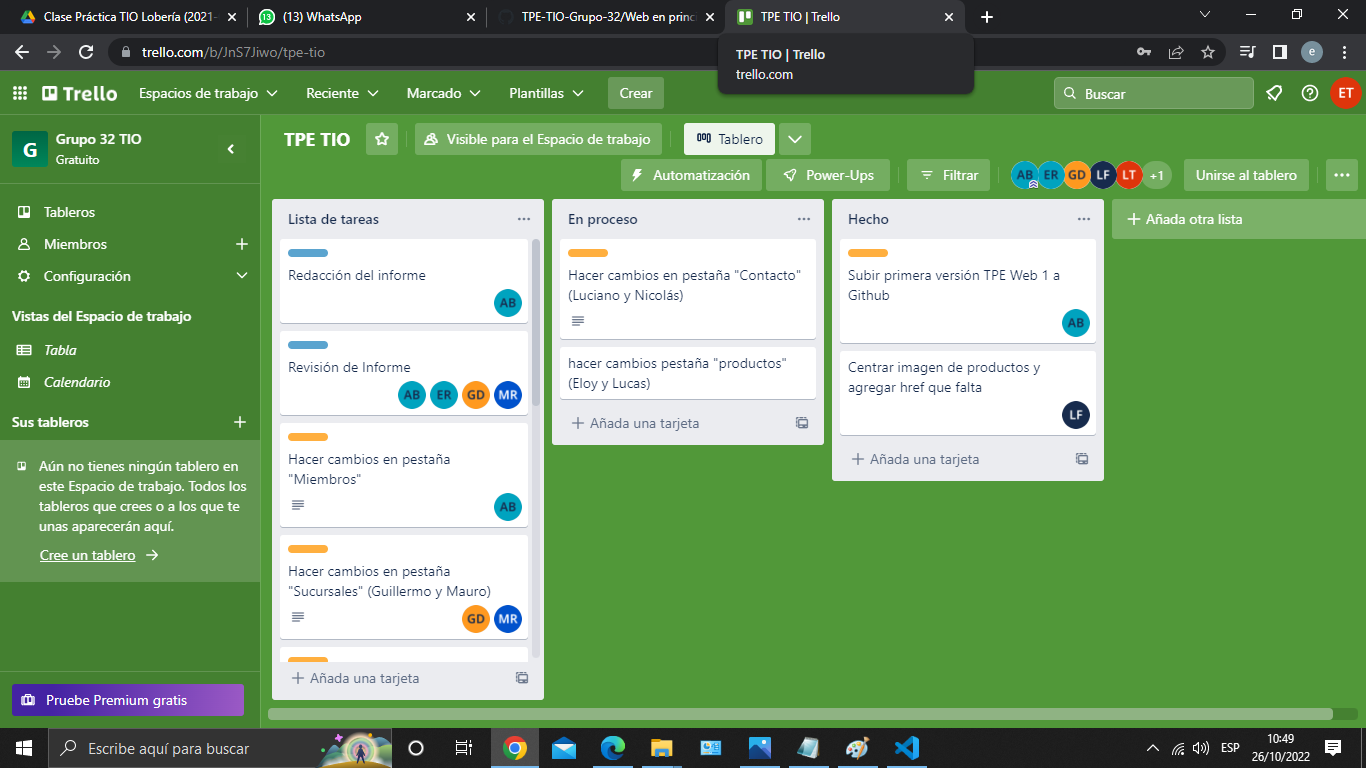 Clase Práctica TIO Lobería (2021-
(13) WhatsApp
TPE-TIO-Grupo-32/Web en princi
TPE TIO | Trello
trello.com/b/JnS7Jiwo/tpe-tio
e
TPE TIO | Trello
trello.com
Trello
Espacios de trabajo
Reciente
Marcado
Plantillas
Crear
Buscar
ET
G
Grupo 32 TIO
Gratuito
TPE TIO
Visible para el Espacio de trabajo
Tablero
Automatización
Power-Ups
Filtrar
AB
ER
GD
LF
LT
+1
Unirse al tablero
Tableros
Miembros
Configuración
Vistas del Espacio de trabajo
Tabla
Calendario
Sus tableros
Aún no tienes ningún tablero en
este Espacio de trabajo. Todos los
tableros que crees o a los que te
unas aparecerán aquí.
Cree un tablero
Pruebe Premium gratis
Lista de tareas
Redacción del informe
AB
Revisión de Informe
AB
ER
GD
MR
Hacer cambios en pestaña
"Miembros"
AB
Hacer cambios en pestaña
"Sucursales" (Guillermo y Mauro)
GD
MR
Añada una tarjeta
En proceso
Hacer cambios en pestaña "Contacto"
(Luciano y Nicolás)
hacer cambios pestaña "productos"
(Eloy y Lucas)
Añada una tarjeta
Hecho
Subir primera versión TPE Web 1 a
Github
AB
Centrar imagen de productos y
agregar href que falta
LF
Añada una tarjeta
Añada otra lista
Escribe aquí para buscar
ESP
10:49
26/10/2022